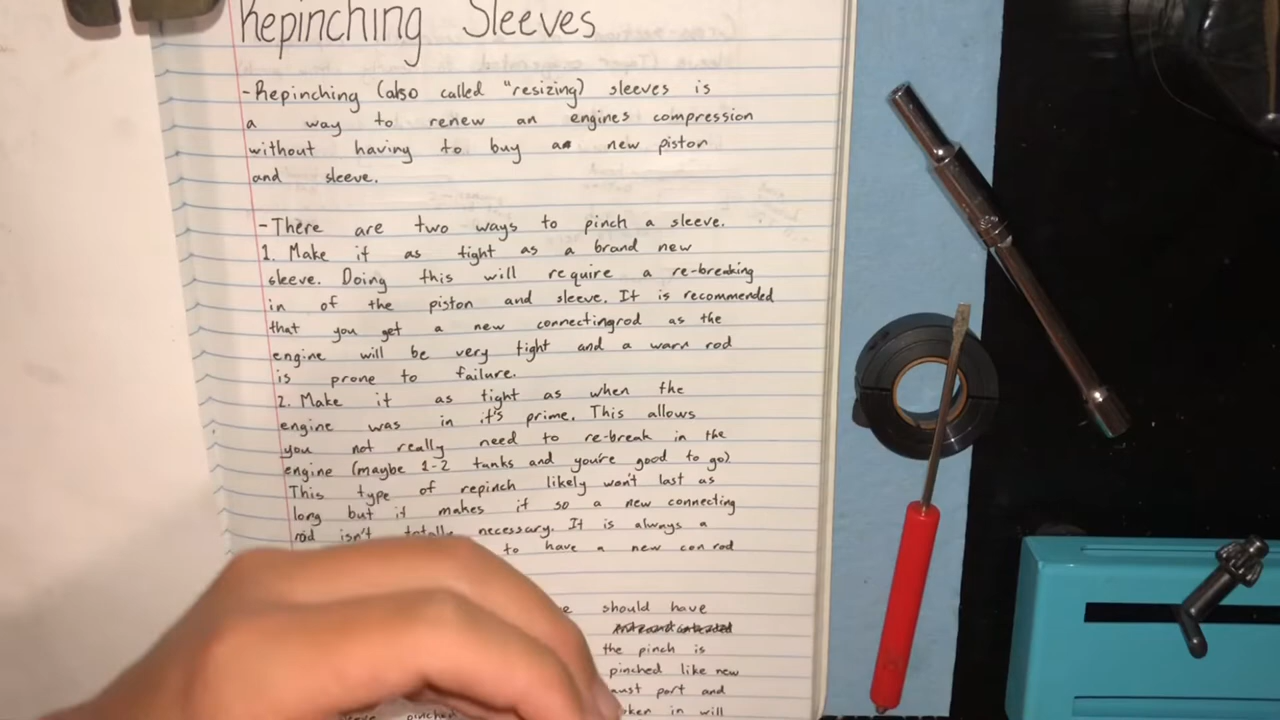 Repinching Sleeves
-Repinching (also called "resizing) sleeves is
a way to renew an engines compression
without having to buy a new piston
and sleeve.
-There are two ways to pinch a sleeve.
1. Make it as tight as a brand new
sleeve. Doing this will require a re-breaking
in of the piston and sleeve. It is recommended
that you get a new connectingrod as the
engine will be very tight and a warn rod
is prone to failure.
2. Make it as tight as when the
engine was in it's prime. This allows
you not really need to re-break in the
engine (maybe 1-2 tanks and you're good to go)
This type of repinch likely won't last as
long but it makes it so a new connecting
rod isn't totally necessary. It is always a
to have a new con rod
should have
the pinch is
pinched like new
port and
pinched in will